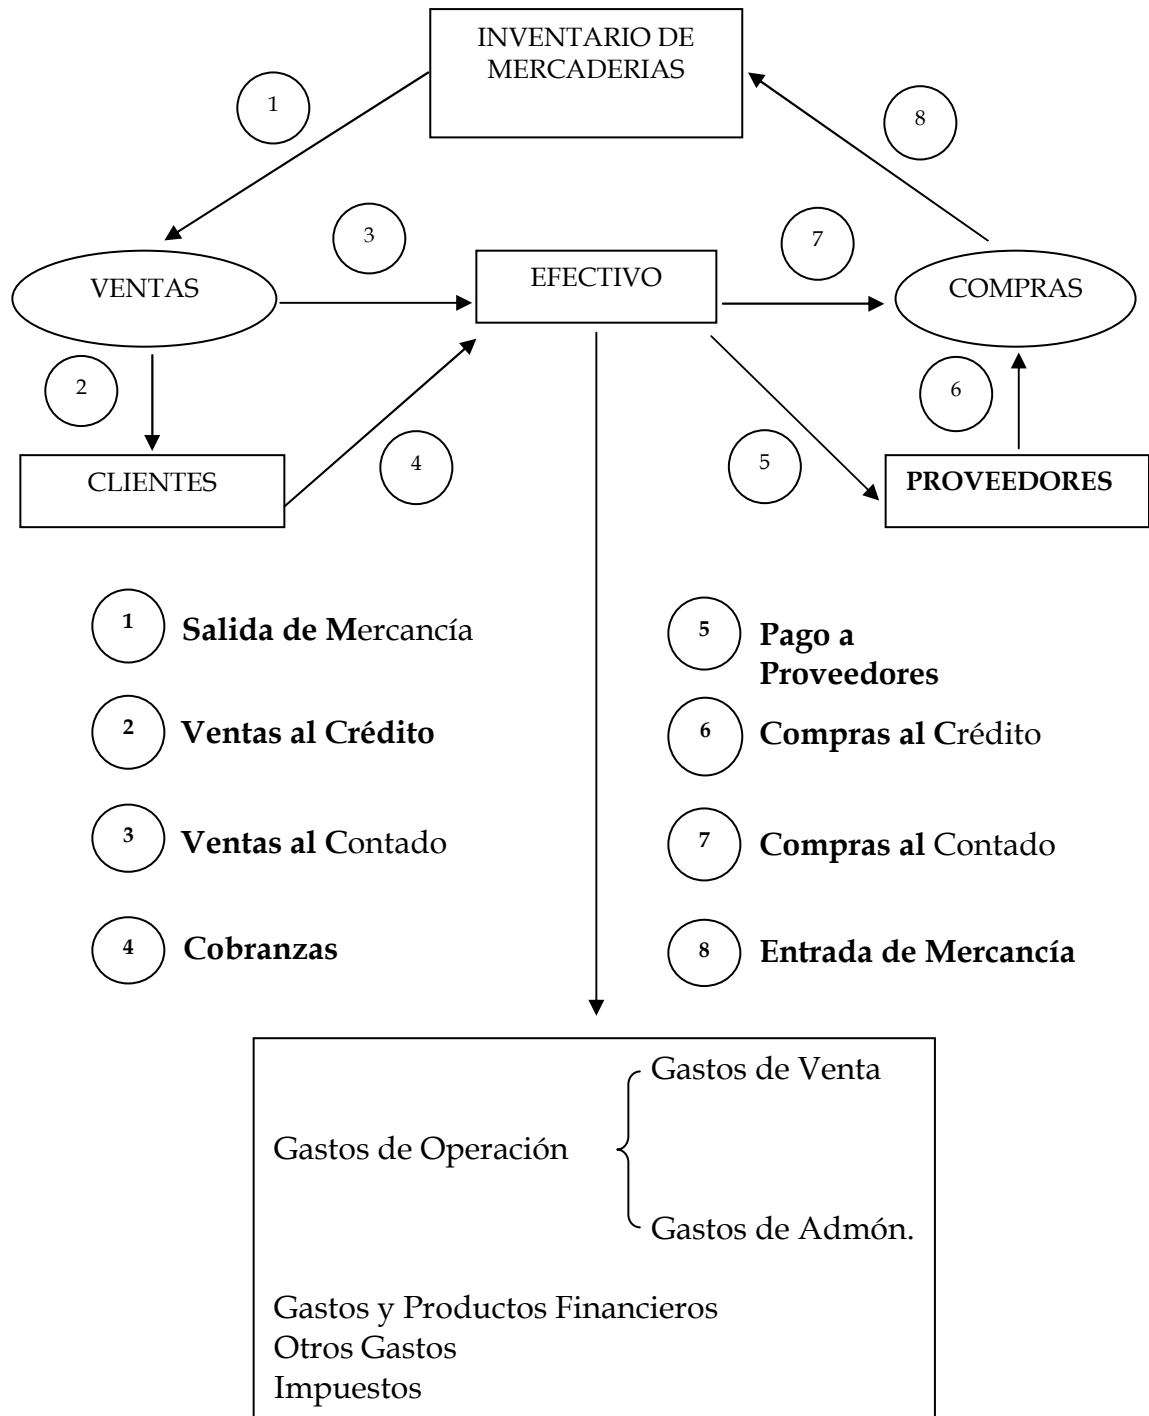 INVENTARIO DE
MERCADERIAS
1
8
3
7
VENTAS
EFECTIVO
COMPRAS
2
6
4
5
CLIENTES
PROVEEDORES
1 Salida de Mercancía
5 Pago a
Proveedores
2 Ventas al Crédito
6 Compras al Crédito
3 Ventas al Contado
7 Compras al Contado
4 Cobranzas
8 Entrada de Mercancía
Gastos de Venta
Gastos de Operación
Gastos de Admón.
Gastos y Productos Financieros
Otros Gastos
Impuestos